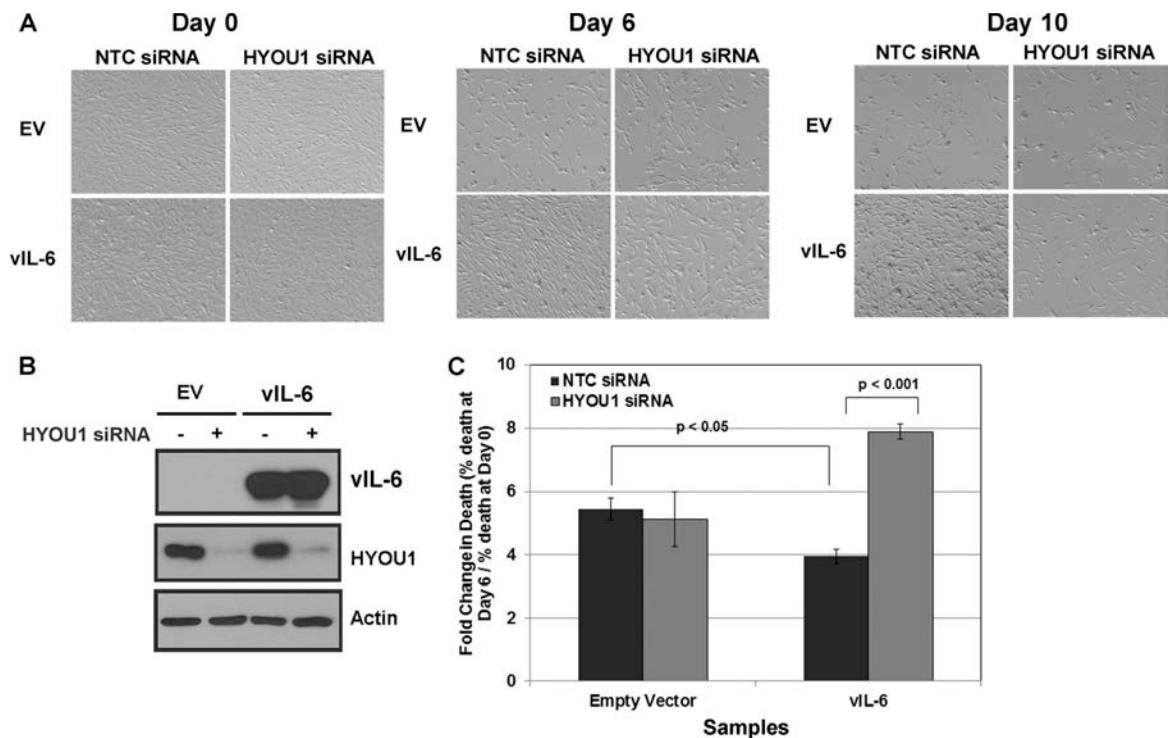 A
Day 0
Day 6
Day 10
NTC siRNA HYOU1 siRNA
NTC siRNA HYOU1 siRNA
NTC siRNA HYOU1 siRNA
EV
EV
EV
vIL-6
vIL-6
vIL-6
B
EV vIL-6
HYOU1 siRNA - + - +
vIL-6
HYOU1
Actin
C
Fold Change in Death (% death at
Day 6 / % death at Day 0)
10
8
6
4
2
0
NTC siRNA
HYOU1 siRNA
p < 0.001
p < 0.05
Empty Vector vIL-6
Samples